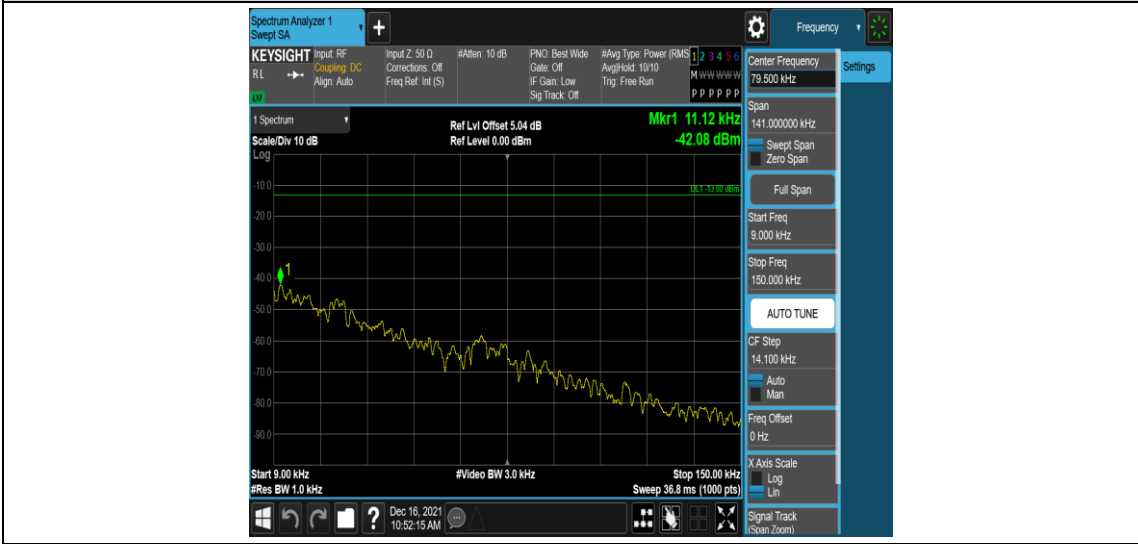 Spectrum Analyzer 1
Swept SA
+
Frequency
KEYSIGHT
RL
Input: RF
Coupling: DC
Align: Auto
Input Z: 50 Ω
Corrections: Off
Freq Ref: Int (S)
#Atten: 10 dB
PNO: Best Wide
Gate: Off
IF Gain: Low
Sig Track: Off
#Avg Type: Power (RMS
Avg|Hold: 10/10
Trig: Free Run
1 2 3 4 5 6
M W W W W W
P P P P P P
1 Spectrum
Scale/Div 10 dB
Log
Ref Lvl Offset 5.04 dB
Ref Level 0.00 dBm
Mkr1 11.12 kHz
-42.08 dBm
DL1 -13.00 dBm
-10.0
-20.0
-30.0
-40.0
-50.0
-60.0
-70.0
-80.0
-90.0
1
Start 9.00 kHz
#Res BW 1.0 kHz
#Video BW 3.0 kHz
Stop 150.00 kHz
Sweep 36.8 ms (1000 pts)
Dec 16, 2021
10:52:15 AM
?
Center Frequency
79.500 kHz
Settings
Span
141.000000 kHz
Swept Span
Zero Span
Full Span
Start Freq
9.000 kHz
Stop Freq
150.000 kHz
AUTO TUNE
CF Step
14.100 kHz
Auto
Man
Freq Offset
0 Hz
X Axis Scale
Log
Lin
Signal Track
(Span Zoom)